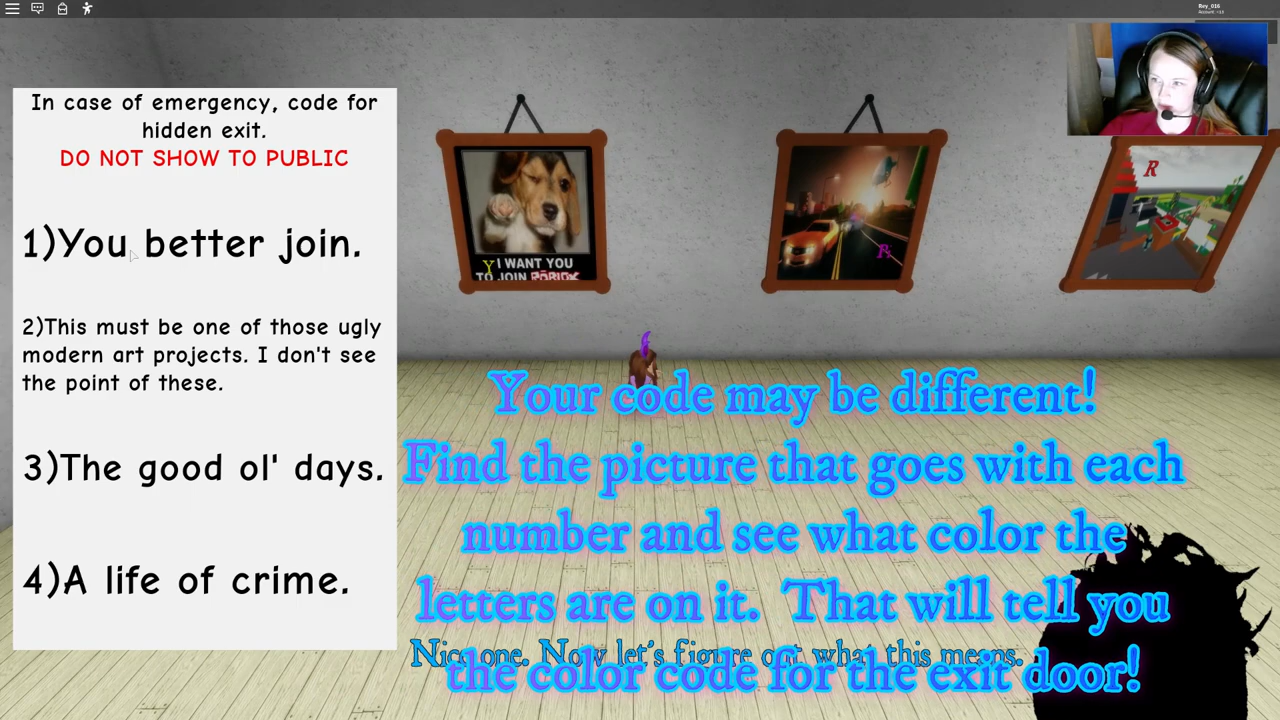 Rey_016
Account: <13
In case of emergency, code for
hidden exit.
DO NOT SHOW TO PUBLIC
1)You better join.
2)This must be one of those ugly
modern art projects. I don't see
the point of these.
3)The good ol' days.
4)A life of crime.
Y
I WANT YOU
TO JOIN ROBLOX
R
R
Your code may be different!
Find the picture that goes with each
number and see what color the
letters are on it. That will tell you
the color code for the exit door!
Nice one. Now let's figure out what this means.